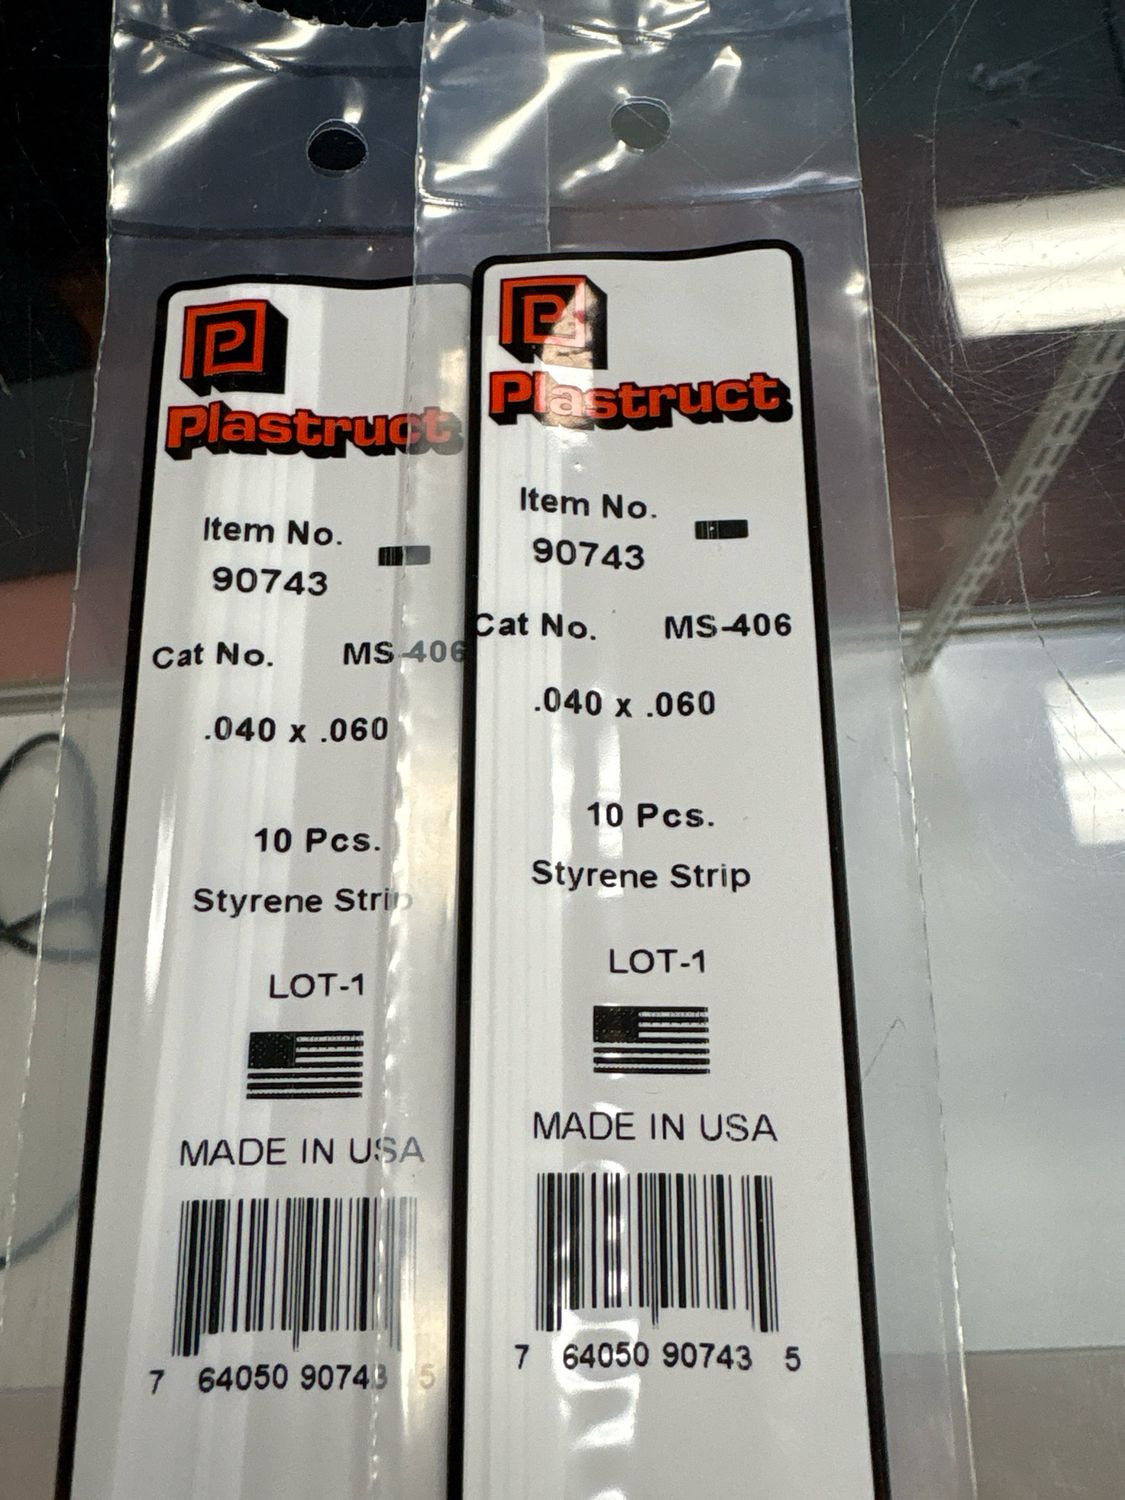 P
Plastruct
Item No.
90743
Cat No. MS-406
.040 x .060
10 Pcs.
Styrene Strip
LOT-1
MADE IN USA
7 64050 90743 5
P
Plastruct
Item No.
90743
Cat No. MS-406
.040 x .060
10 Pcs.
Styrene Strip
LOT-1
MADE IN USA
7 64050 90743 5